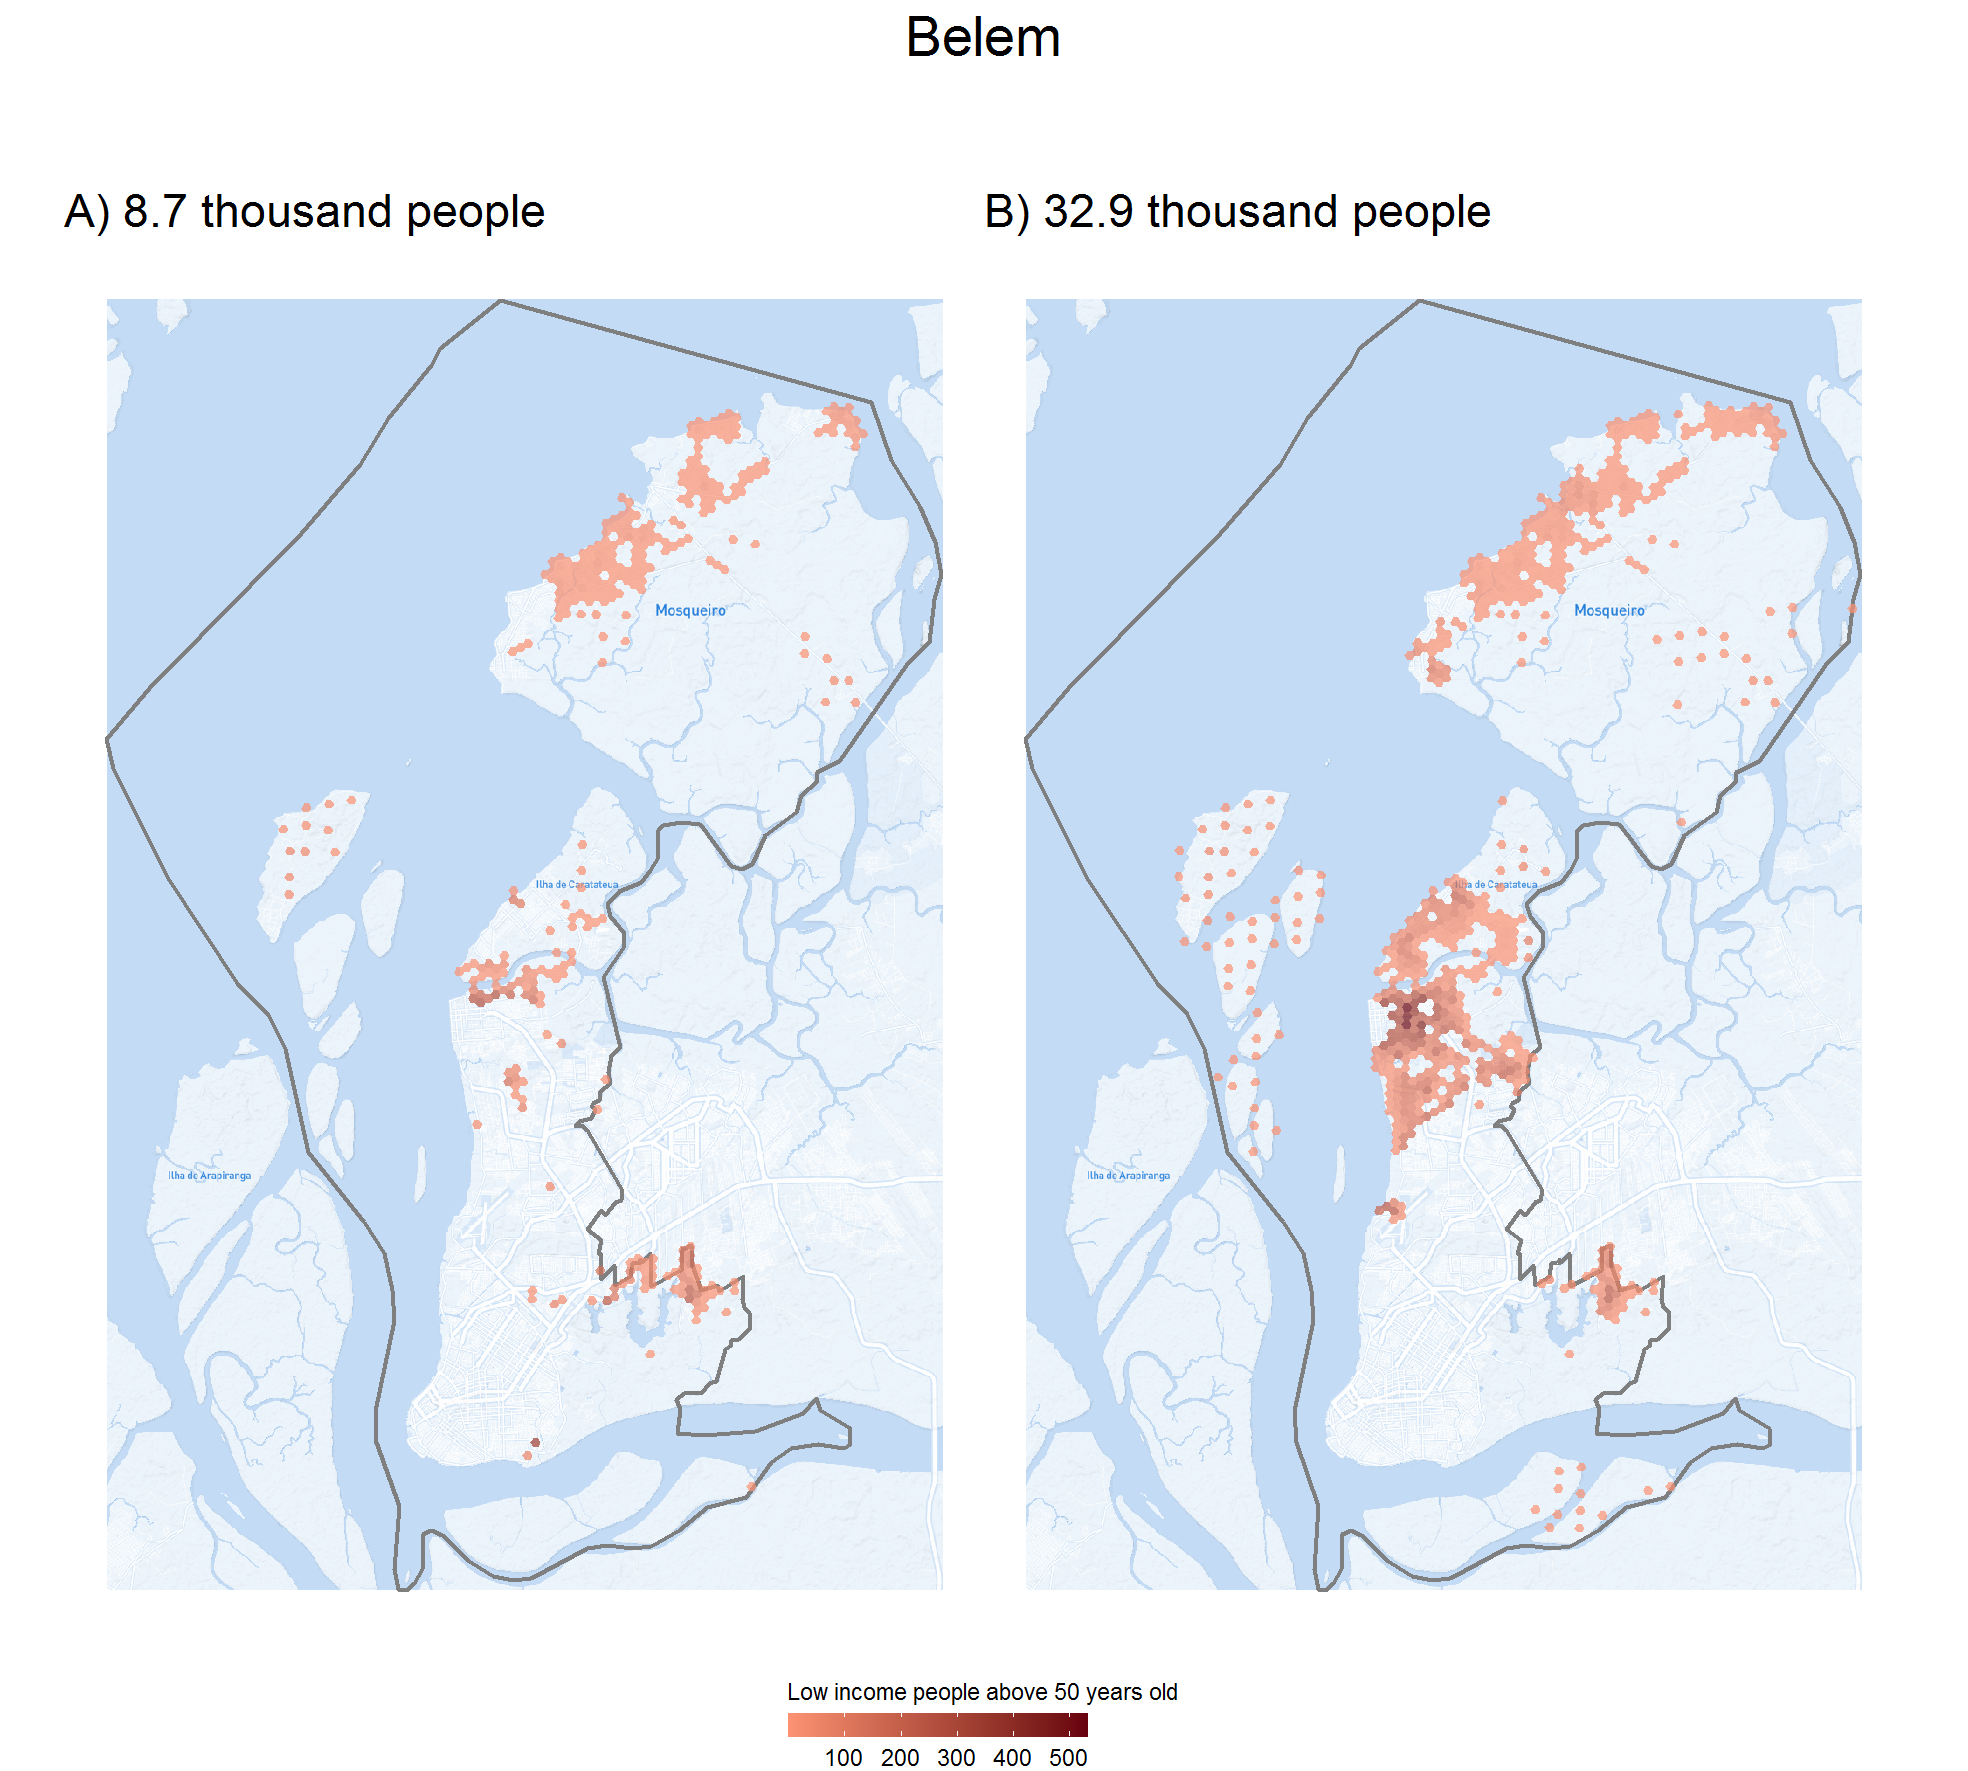 Belem
A) 8.7 thousand people
B) 32.9 thousand people
Mosqueiro
Mosqueiro
Ilha de Caratateua
Ilha de Caratateua
Ilha de Arapiranga
Ilha de Arapiranga
Low income people above 50 years old
100 200 300 400 500